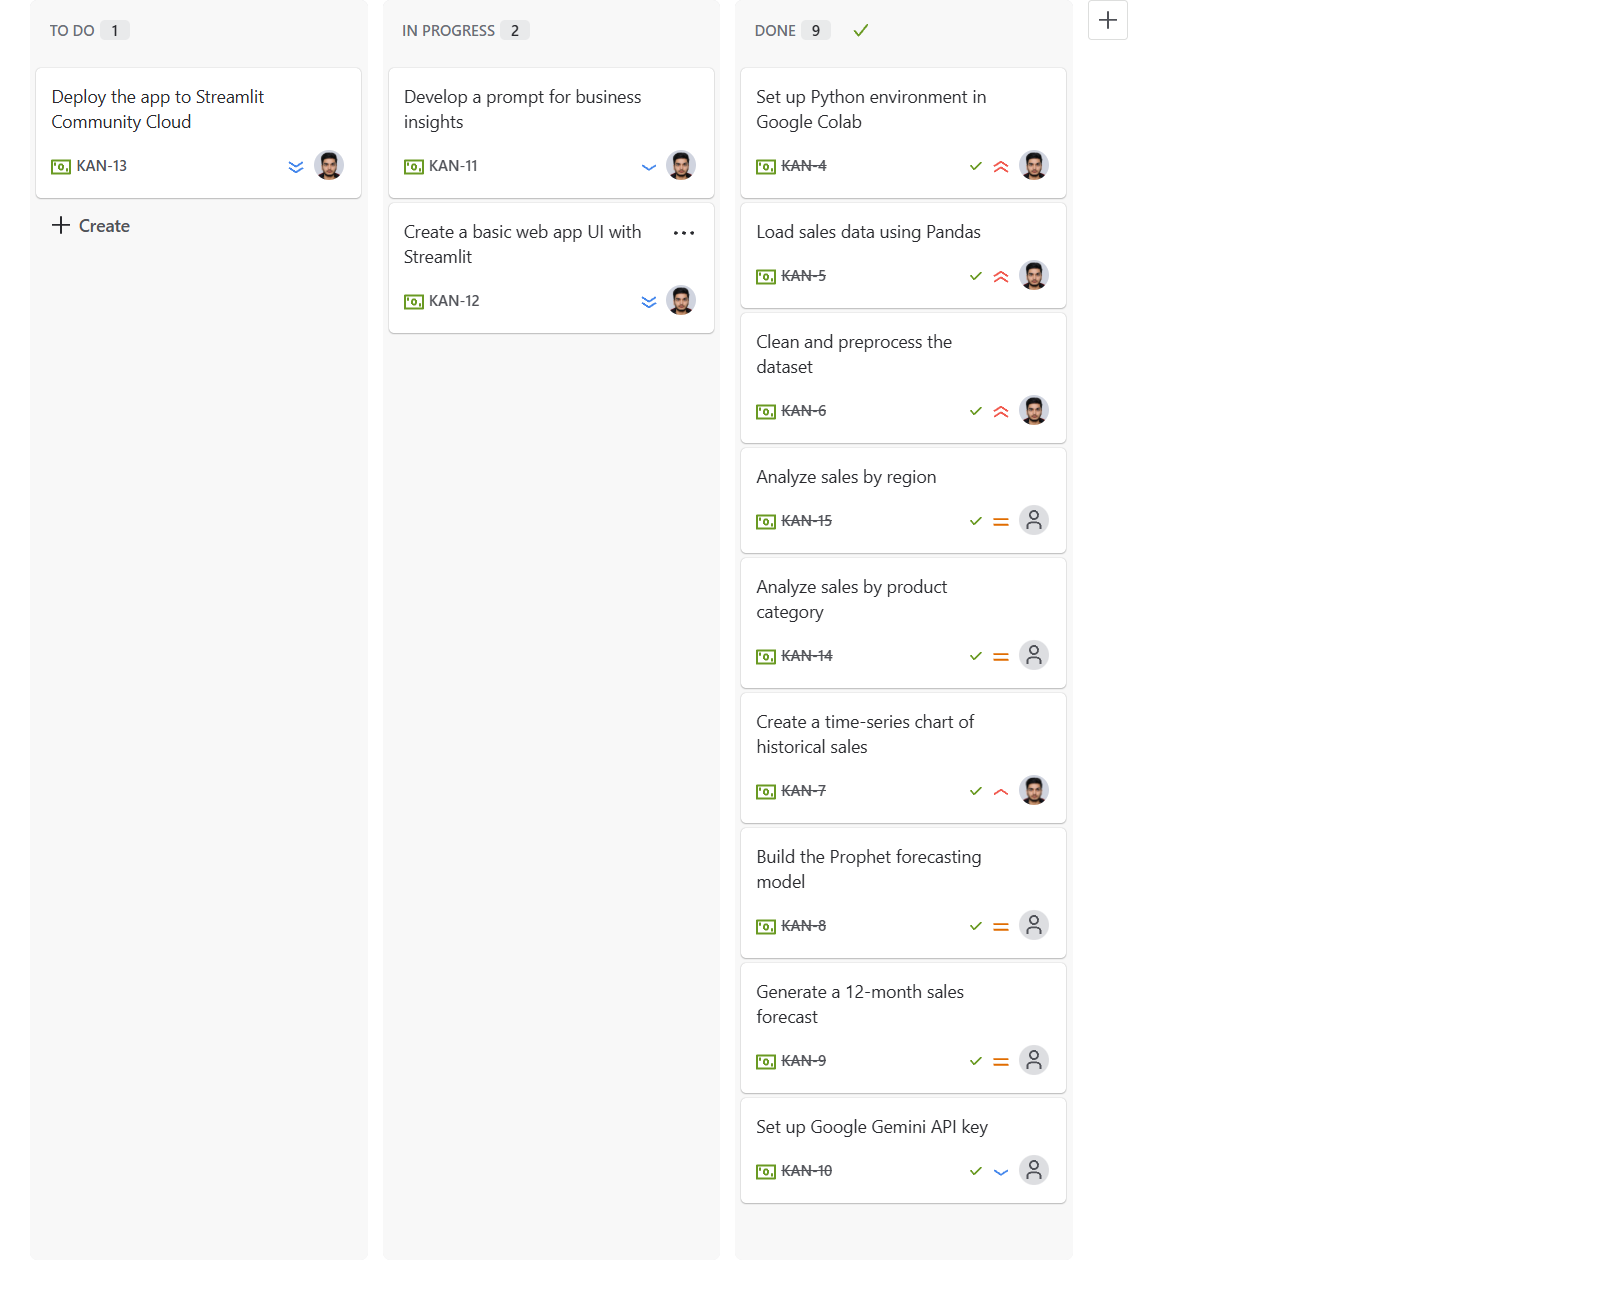 TO DO 1
Deploy the app to Streamlit
Community Cloud
KAN-13
Create
IN PROGRESS 2
Develop a prompt for business
insights
KAN-11
Create a basic web app UI with
Streamlit
KAN-12
DONE 9
Set up Python environment in
Google Colab
KAN-4
Load sales data using Pandas
KAN-5
Clean and preprocess the
dataset
KAN-6
Analyze sales by region
KAN-15
Analyze sales by product
category
KAN-14
Create a time-series chart of
historical sales
KAN-7
Build the Prophet forecasting
model
KAN-8
Generate a 12-month sales
forecast
KAN-9
Set up Google Gemini API key
KAN-10